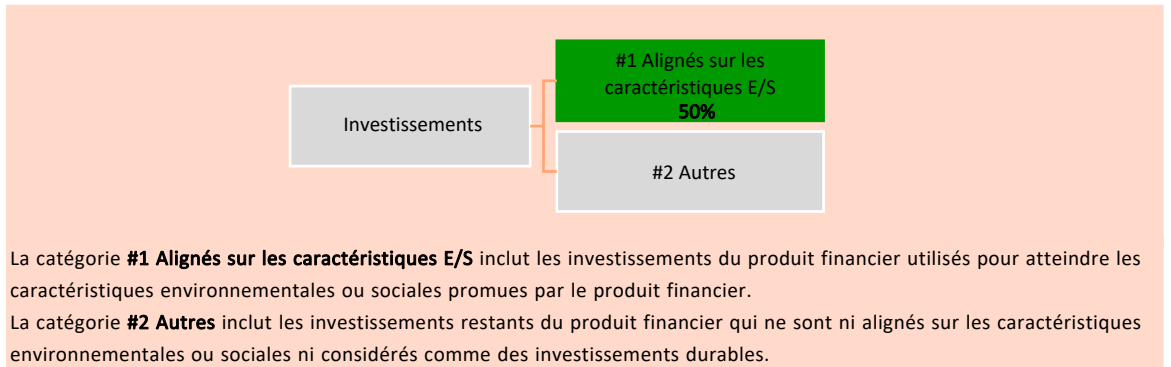 #1 Alignés sur les
caractéristiques E/S
50%
Investissements
#2 Autres
La catégorie #1 Alignés sur les caractéristiques E/S inclut les investissements du produit financier utilisés pour atteindre les
caractéristiques environnementales ou sociales promues par le produit financier.
La catégorie #2 Autres inclut les investissements restants du produit financier qui ne sont ni alignés sur les caractéristiques
environnementales ou sociales ni considérés comme des investissements durables.